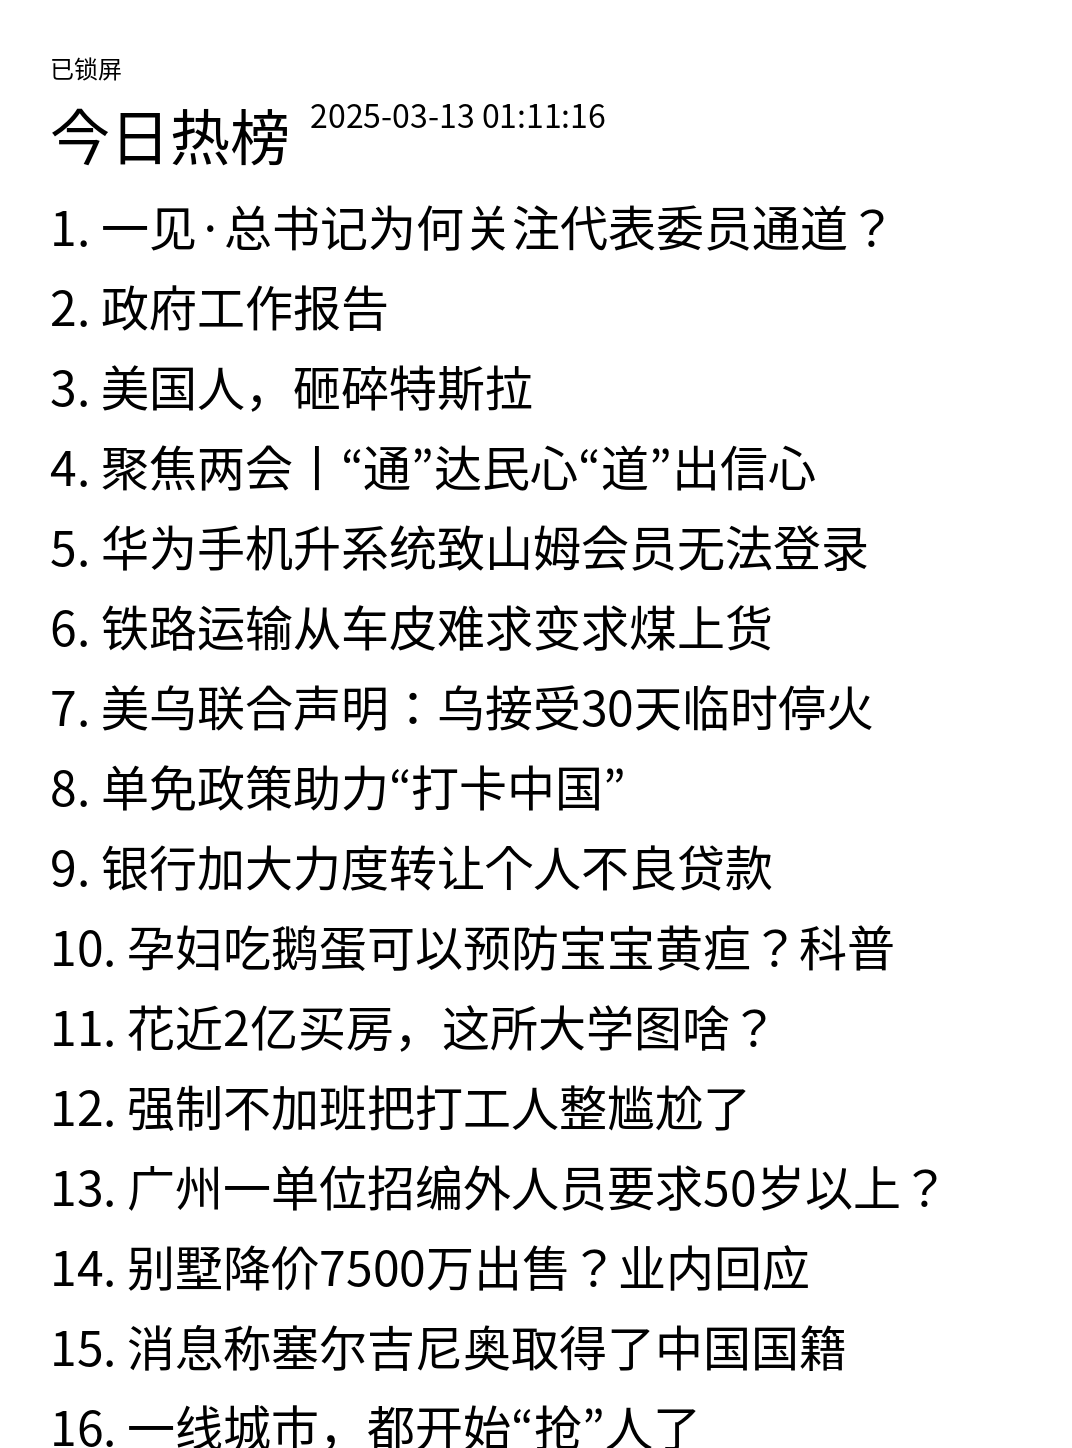 已锁屏
今日热榜 2025-03-13 01:11:16
1. 一见·总书记为何关注代表委员通道？
2. 政府工作报告
3. 美国人，砸碎特斯拉
4. 聚焦两会丨“通”达民心“道”出信心
5. 华为手机升系统致山姆会员无法登录
6. 铁路运输从车皮难求变求煤上货
7. 美乌联合声明：乌接受30天临时停火
8. 单免政策助力“打卡中国”
9. 银行加大力度转让个人不良贷款
10. 孕妇吃鹅蛋可以预防宝宝黄疸？科普
11. 花近2亿买房，这所大学图啥？
12. 强制不加班把打工人整尴尬了
13. 广州一单位招编外人员要求50岁以上？
14. 别墅降价7500万出售？业内回应
15. 消息称塞尔吉尼奥取得了中国国籍
16. 一线城市，都开始“抢”人了